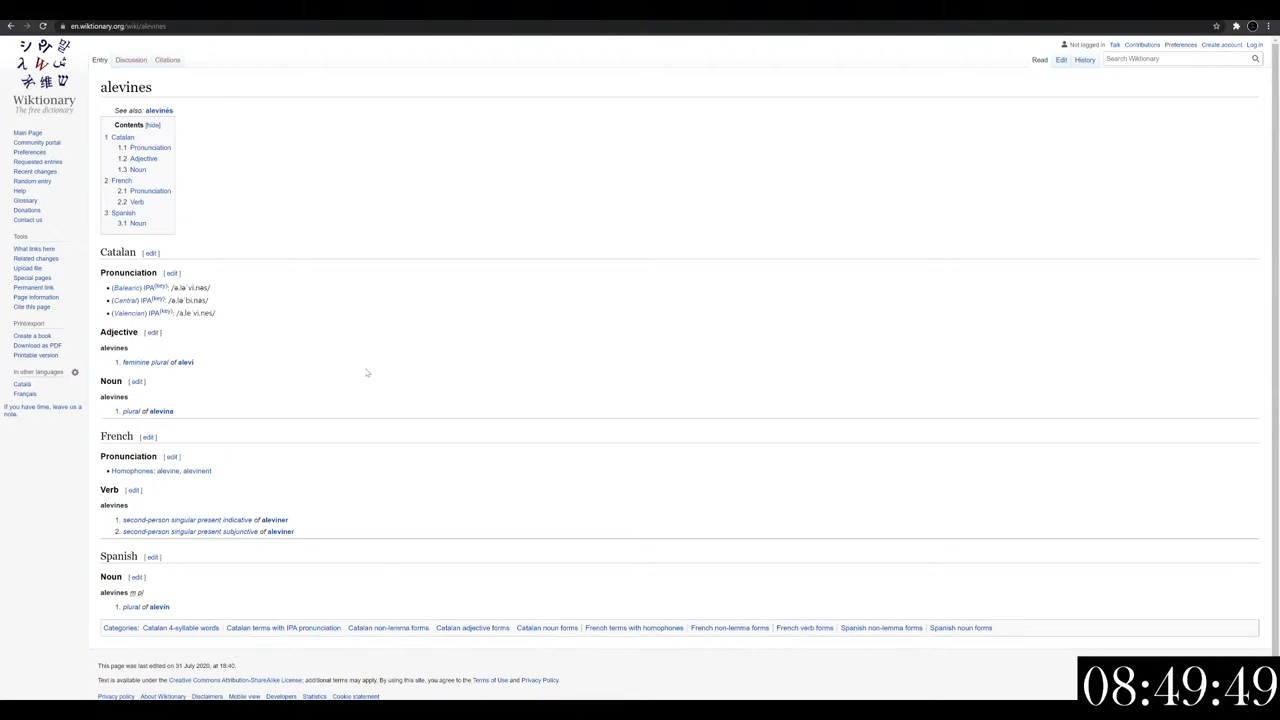 en.wiktionary.org/wiki/alevines
Not logged in Talk Contributions Preferences Create account Log in
Entry Discussion Citations Read Edit History Search Wiktionary
Wiktionary
The free dictionary
Main Page
Community portal
Preferences
Requested entries
Recent changes
Random entry
Help
Glossary
Donations
Contact us
Tools
What links here
Related changes
Upload file
Special pages
Permanent link
Page information
Cite this page
Print/export
Create a book
Download as PDF
Printable version
In other languages
Català
Français
If you have time, leave us a
note.
alevines
See also: alevinés
Contents [hide]
1 Catalan
1.1 Pronunciation
1.2 Adjective
1.3 Noun
2 French
2.1 Pronunciation
2.2 Verb
3 Spanish
3.1 Noun
Catalan [ edit ]
Pronunciation [ edit ]
• (Balearic) IPA(key): /ə.ləˈvi.nəs/
• (Central) IPA(key): /ə.ləˈbi.nəs/
• (Valencian) IPA(key): /a.leˈvi.nes/
Adjective [ edit ]
alevines
1. feminine plural of aleví
Noun [ edit ]
alevines
1. plural of alevina
French [ edit ]
Pronunciation [ edit ]
• Homophones: alevine, alevinent
Verb [ edit ]
alevines
1. second-person singular present indicative of aleviner
2. second-person singular present subjunctive of aleviner
Spanish [ edit ]
Noun [ edit ]
alevines m pl
1. plural of alevín
Categories: Catalan 4-syllable words Catalan terms with IPA pronunciation Catalan non-lemma forms Catalan adjective forms Catalan noun forms French terms with homophones French non-lemma forms French verb forms Spanish non-lemma forms Spanish noun forms
This page was last edited on 31 July 2020, at 18:40.
Text is available under the Creative Commons Attribution-ShareAlike License; additional terms may apply. By using this site, you agree to the Terms of Use and Privacy Policy.
Privacy policy About Wiktionary Disclaimers Mobile view Developers Statistics Cookie statement
08:49:49